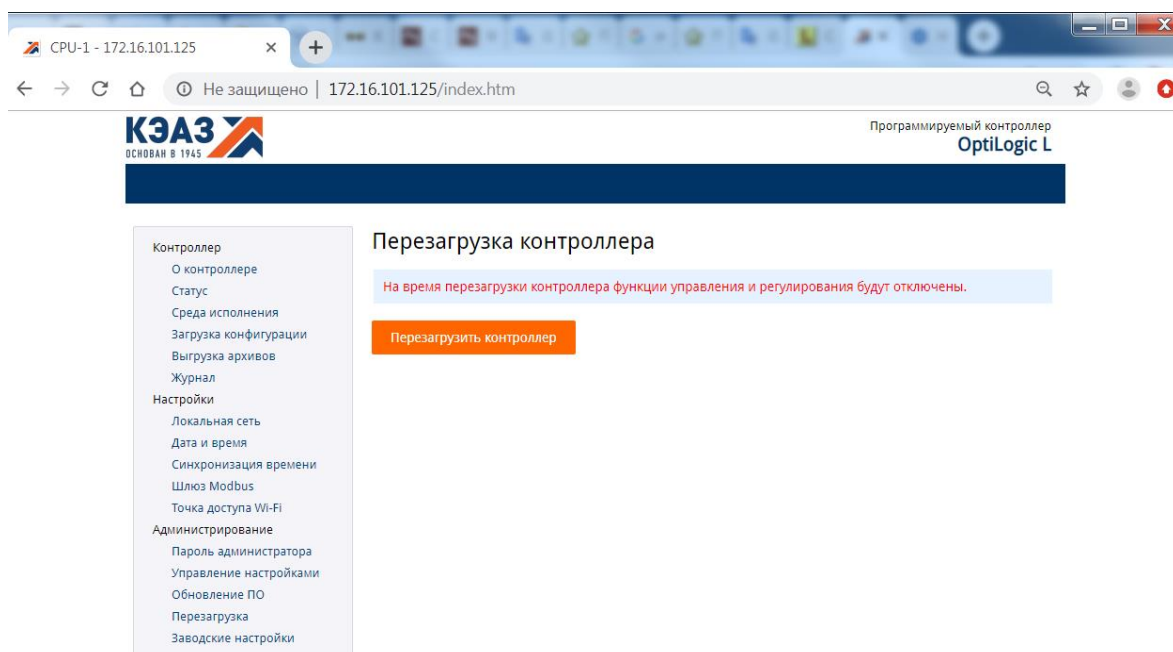 CPU-1 - 172.16.101.125
Не защищено | 172.16.101.125/index.htm
КЭАЗ
ОСНОВАН В 1945
Программируемый контроллер
OptiLogic L
Контроллер
О контроллере
Статус
Среда исполнения
Загрузка конфигурации
Выгрузка архивов
Журнал
Настройки
Локальная сеть
Дата и время
Синхронизация времени
Шлюз Modbus
Точка доступа Wi-Fi
Администрирование
Пароль администратора
Управление настройками
Обновление ПО
Перезагрузка
Заводские настройки
Перезагрузка контроллера
На время перезагрузки контроллера функции управления и регулирования будут отключены.
Перезагрузить контроллер